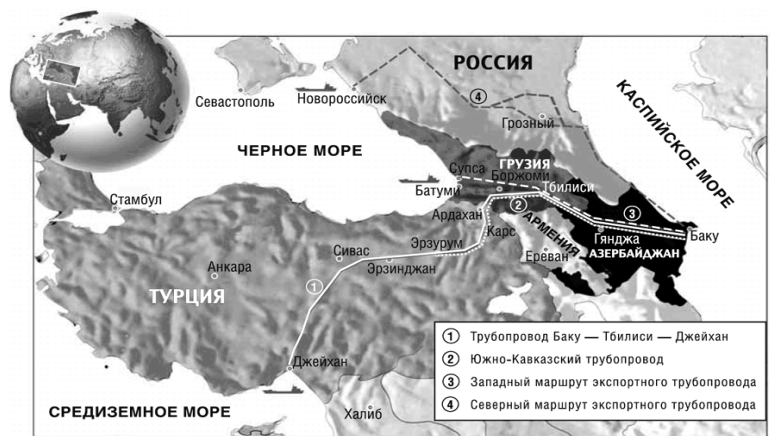 РОССИЯ
Севастополь
Новороссийск
④
Грозный
КАСПИЙСКОЕ МОРЕ
ЧЕРНОЕ МОРЕ
ГРУЗИЯ
Супса
Боржоми
Батуми
Тбилиси
Стамбул
Ардахан
②
③
Карс
АРМЕНИЯ
Гянджа
Баку
Сивас
Эрзурум
Эрзинджан
Ереван
АЗЕРБАЙДЖАН
Анкара
ТУРЦИЯ
①
Джейхан
СРЕДИЗЕМНОЕ МОРЕ
Халиб
① Трубопровод Баку — Тбилиси — Джейхан
② Южно-Кавказский трубопровод
③ Западный маршрут экспортного трубопровода
④ Северный маршрут экспортного трубопровода